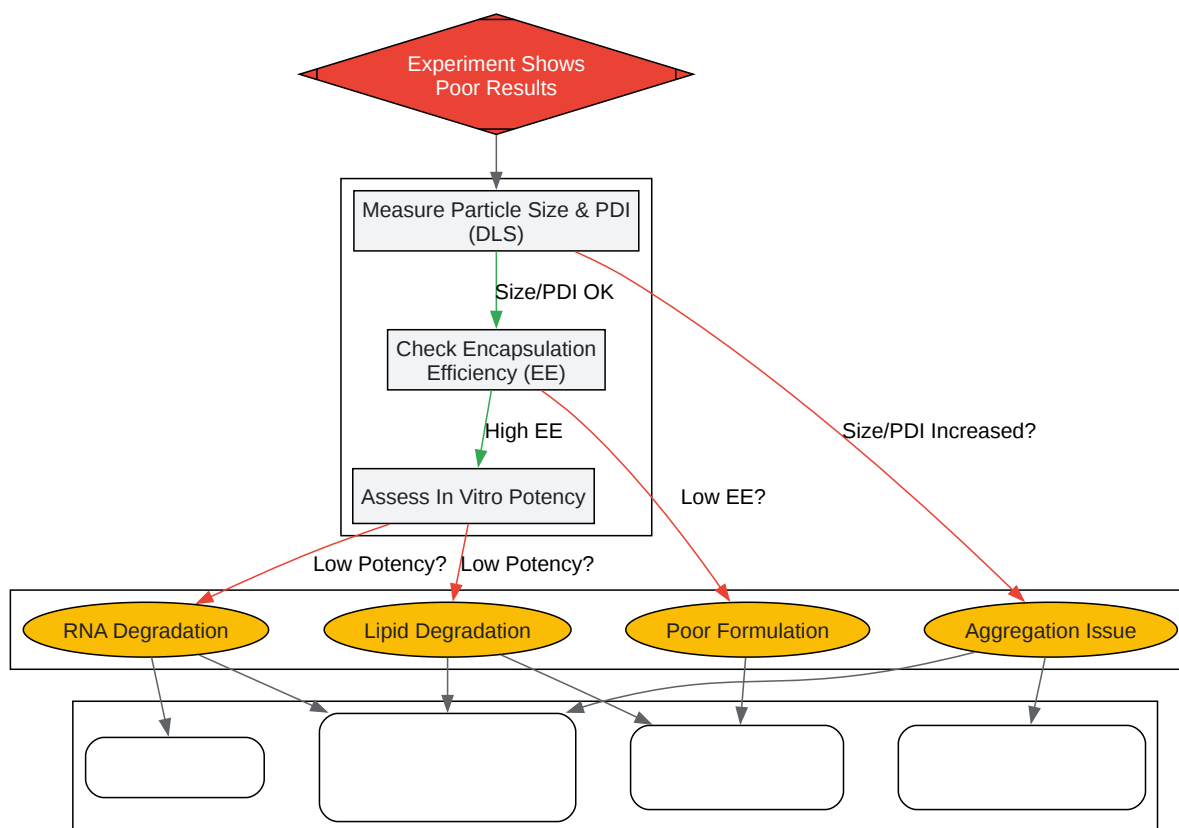 Experiment Shows
Poor Results
Measure Particle Size & PDI
(DLS)
Size/PDI OK
Check Encapsulation
Efficiency (EE)
High EE
Size/PDI Increased?
Assess In Vitro Potency
Low EE?
Low Potency?
Low Potency?
RNA Degradation
Lipid Degradation
Poor Formulation
Aggregation Issue